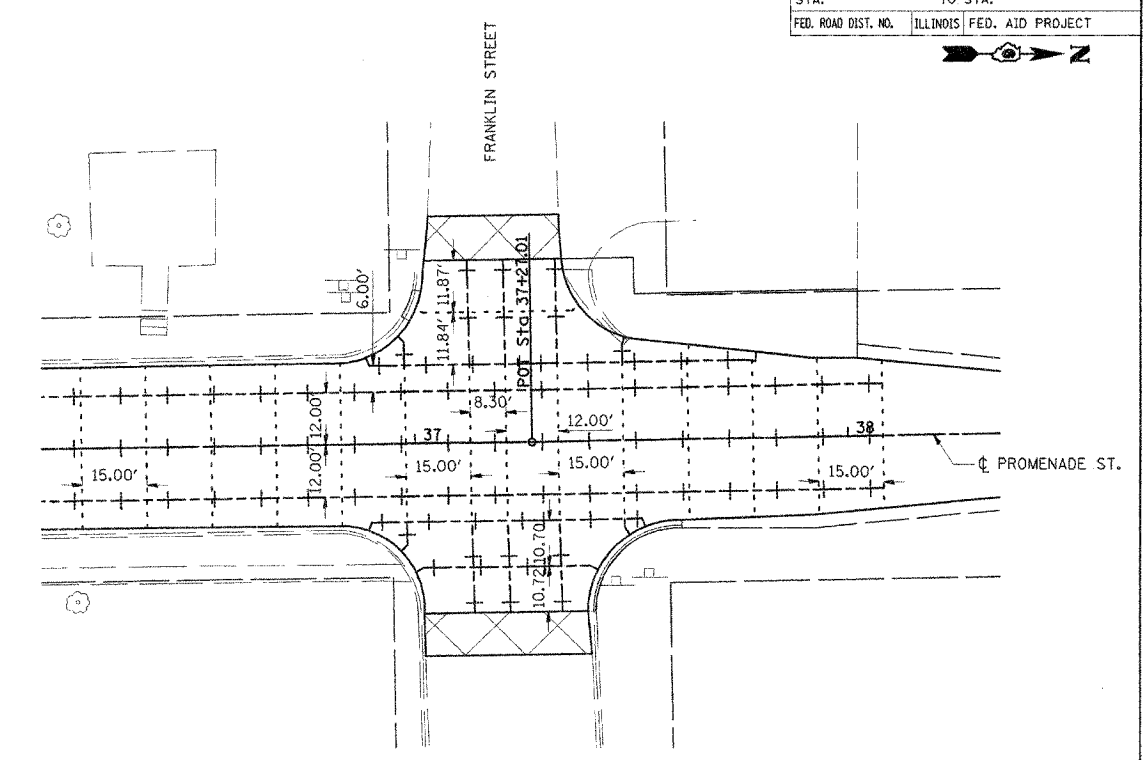 STA. TO STA.
FED. ROAD DIST. NO. ILLINOIS FED. AID PROJECT
N
FRANKLIN STREET
6.00'
11.87'
11.84'
POT Sta 37+27.01
8.30'
12.00'
12.00'
37
38
12.00'
15.00'
15.00'
15.00'
15.00'
℄ PROMENADE ST.
10.70
10.72